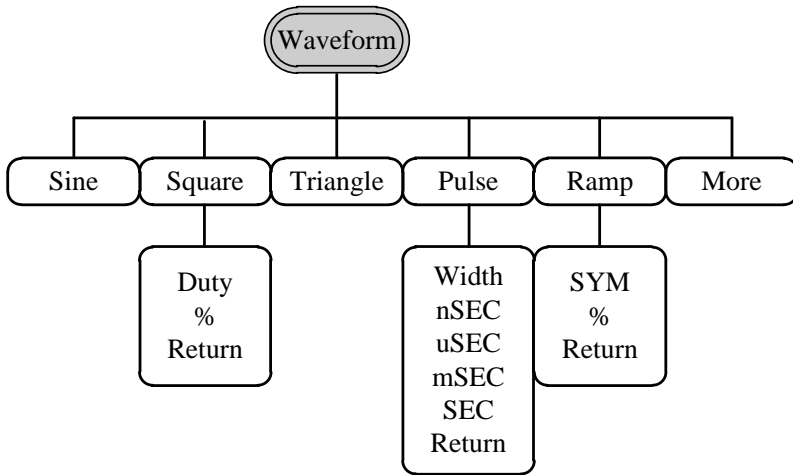 Waveform
Sine Square Triangle Pulse Ramp More
Duty
%
Return
Width
nSEC
uSEC
mSEC
SEC
Return
SYM
%
Return